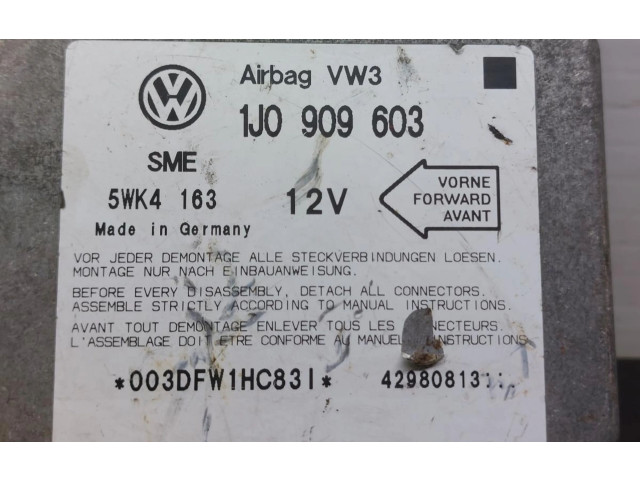 Airbag VW3
1J0 909 603
SME
5WK4 163
12V
Made in Germany
VORNE
FORWARD
AVANT
VOR JEDER DEMONTAGE ALLE STECKVERBINDUNGEN LOESEN.
MONTAGE NUR NACH EINBAUANWEISUNG.
BEFORE EVERY DISASSEMBLY, DETACH ALL CONNECTORS.
ASSEMBLE STRICTLY ACCORDING TO MANUAL INSTRUCTIONS.
AVANT TOUT DEMONTAGE ENLEVER TOUS LES
L'ASSEMBLAGE DOIT ETRE CONFORME AU MANUEL
*003DFW1HC83I*